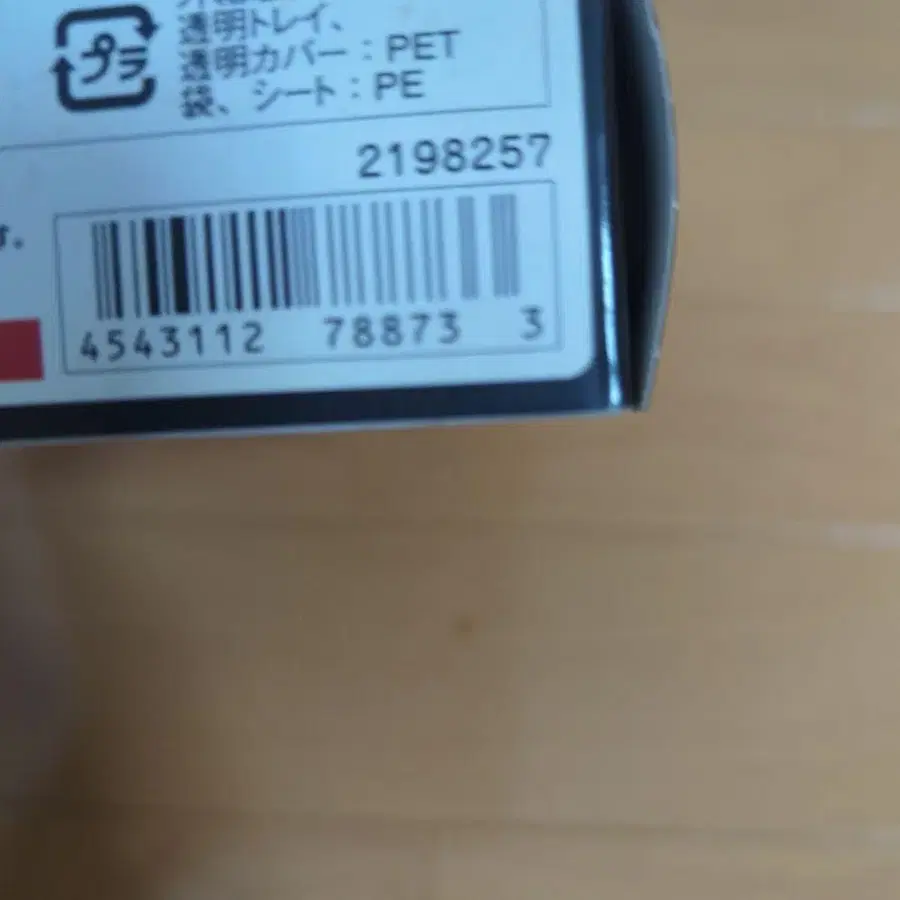 プラ
透明トレイ、
透明カバー：PET
袋、シート：PE
2198257
す。
4543112 78873 3